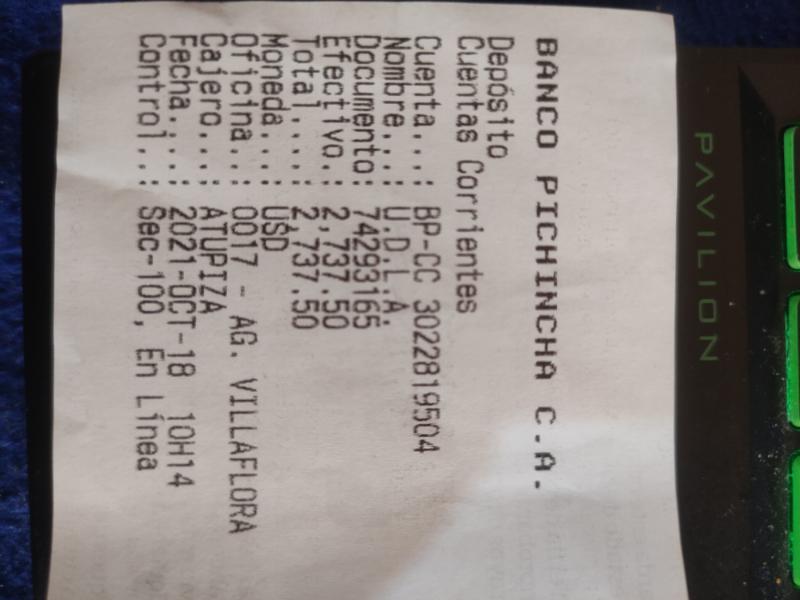 BANCO PICHINCHA C.A.
Depósito
Cuentas Corrientes
Cuenta...: BP-CC 3022819504
Nombre...: U.D.L.A.
Documento: 74293165
Efectivo.: 2,737.50
Total....: 2,737.50
Moneda...: USD
Oficina..: 0017 - AG. VILLAFLORA
Cajero...: ATUPIZA
Fecha....: 2021-OCT-18 10H14
Control..: Sec-100, En Línea
PAVILION